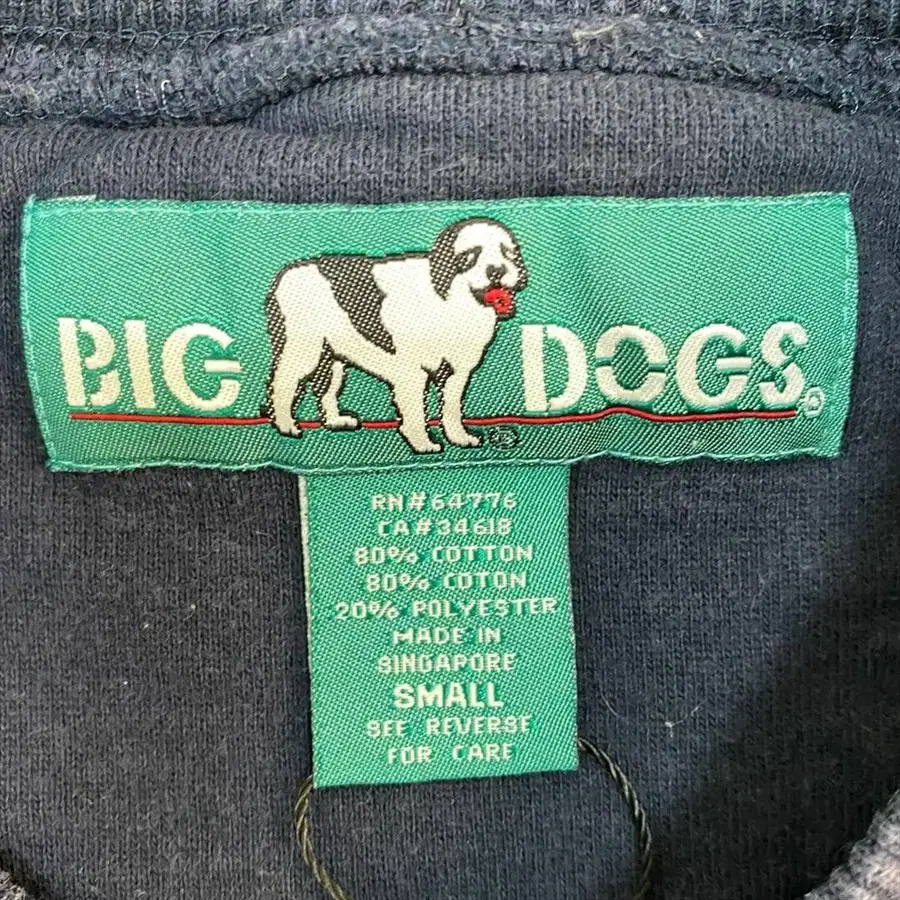 BIG DOGS®
®
RN#64776
CA#34618
80% COTTON
80% COTON
20% POLYESTER
MADE IN
SINGAPORE
SMALL
SEE REVERSE
FOR CARE